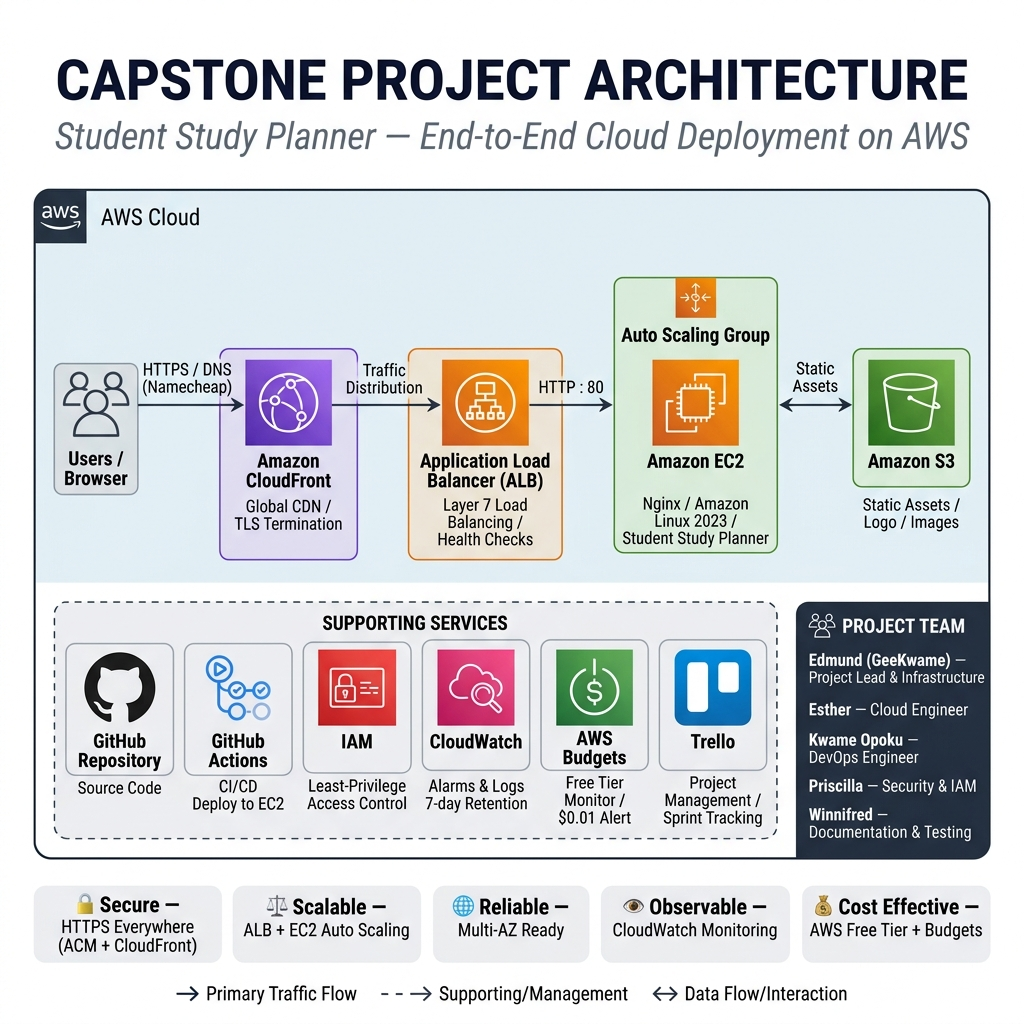 CAPSTONE PROJECT ARCHITECTURE
Student Study Planner — End-to-End Cloud Deployment on AWS
aws
AWS Cloud
Users /
Browser
HTTPS / DNS
(Namecheap)
Amazon
CloudFront
Global CDN /
TLS Termination
Traffic
Distribution
Application Load
Balancer (ALB)
Layer 7 Load
Balancing /
Health Checks
HTTP : 80
Auto Scaling Group
Amazon EC2
Nginx / Amazon
Linux 2023 /
Student Study Planner
Static
Assets
Amazon S3
Static Assets /
Logo / Images
SUPPORTING SERVICES
GitHub
Repository
Source Code
GitHub
Actions
CI/CD
Deploy to EC2
IAM
Least-Privilege
Access Control
CloudWatch
Alarms & Logs
7-day Retention
$
AWS
Budgets
Free Tier
Monitor /
$0.01 Alert
Trello
Project
Management /
Sprint Tracking
PROJECT TEAM
Edmund (GeeKwame) —
Project Lead & Infrastructure
Esther — Cloud Engineer
Kwame Opoku —
DevOps Engineer
Priscilla — Security & IAM
Winnifred —
Documentation & Testing
Secure —
HTTPS Everywhere
(ACM + CloudFront)
Scalable —
ALB + EC2 Auto Scaling
Reliable —
Multi-AZ Ready
Observable —
CloudWatch Monitoring
Cost Effective —
AWS Free Tier + Budgets
Primary Traffic Flow
Supporting/Management
Data Flow/Interaction